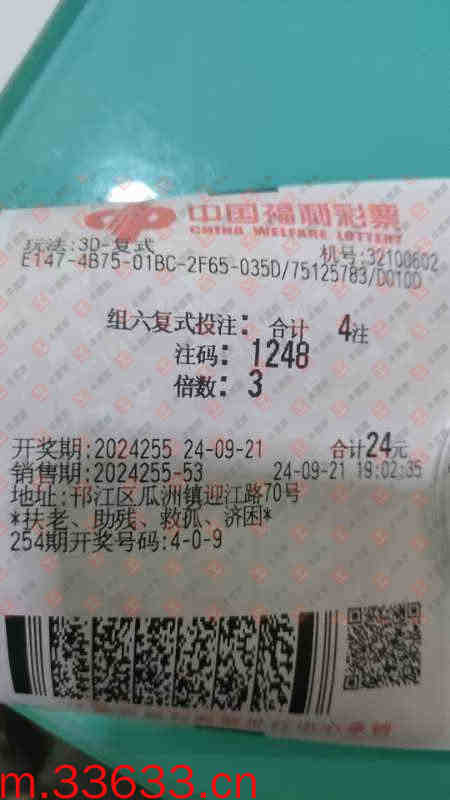 中国福利彩票
CHINA WELFARE LOTTERY
玩法:3D-复式 机号:32100602
E147-4B75-01BC-2F65-035D/75125783/D010D
组六复式投注: 合计 4注
注码: 1248
倍数: 3
开奖期:2024255 24-09-21 合计24元
销售期:2024255-53 24-09-21 19:02:35
地址:邗江区瓜洲镇迎江路70号
*扶老、助残、救孤、济困*
254期开奖号码:4-0-9
m.33633.cn